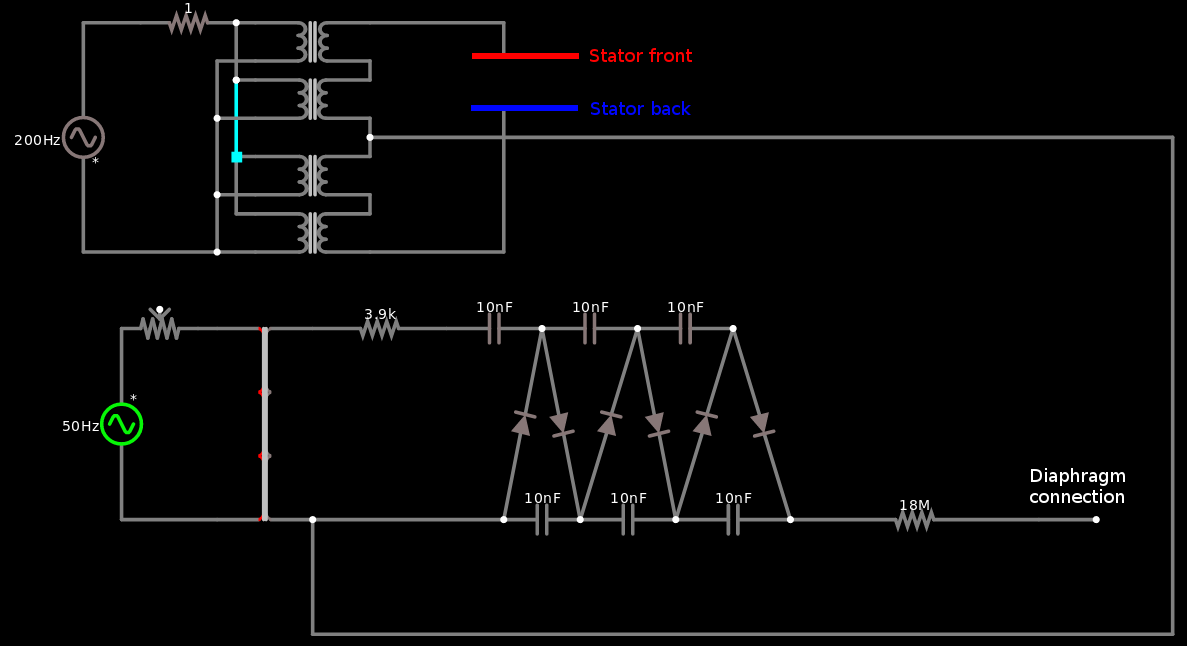 1
Stator front
Stator back
200Hz
*
10nF
10nF
10nF
3.9k
*
50Hz
Diaphragm
connection
10nF
10nF
10nF
18M